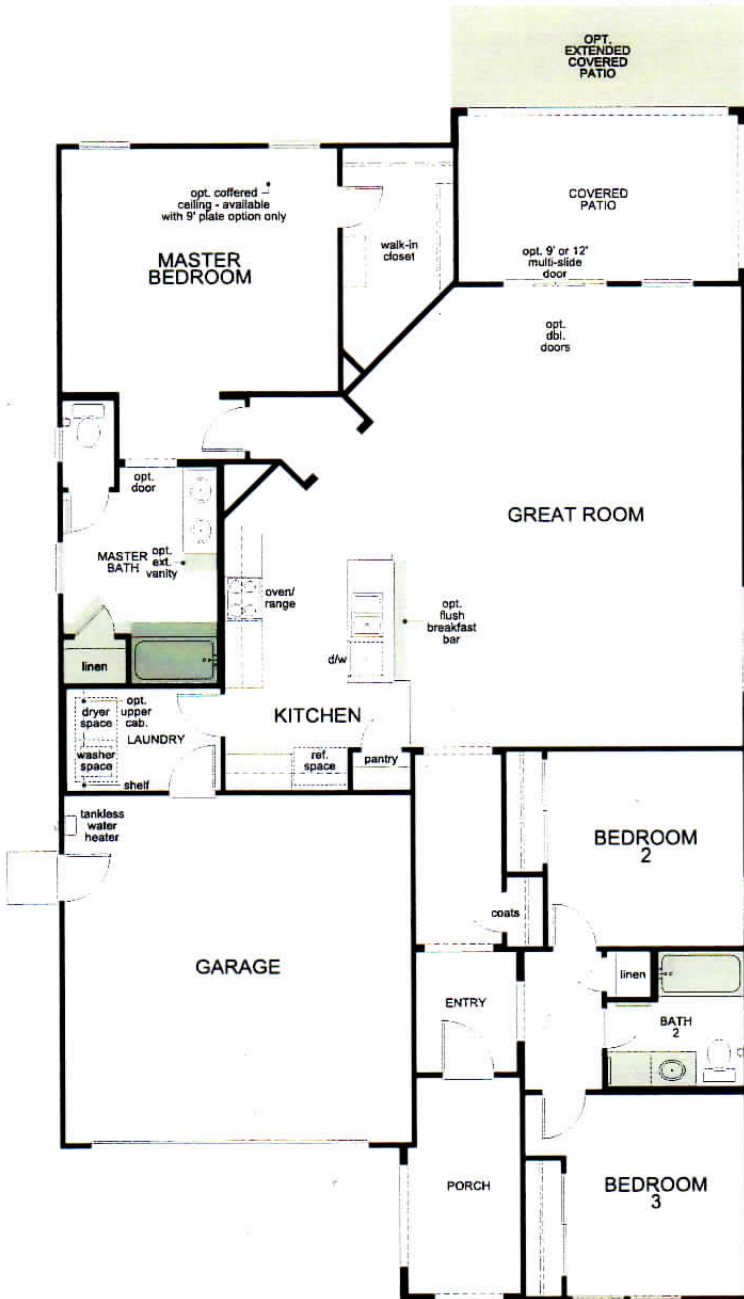 OPT.
EXTENDED
COVERED
PATIO
opt. coffered
ceiling - available
with 9' plate option only
COVERED
PATIO
MASTER
BEDROOM
walk-in
closet
opt. 9' or 12'
multi-slide
door
opt.
dbl.
doors
opt.
door
GREAT ROOM
MASTER
BATH
opt.
ext.
vanity
oven/
range
opt.
flush
breakfast
bar
d/w
linen
dryer
space
opt.
upper
cab.
LAUNDRY
KITCHEN
washer
space
shelf
ref.
space
pantry
tankless
water
heater
BEDROOM
2
coats
GARAGE
linen
ENTRY
BATH
2
PORCH
BEDROOM
3